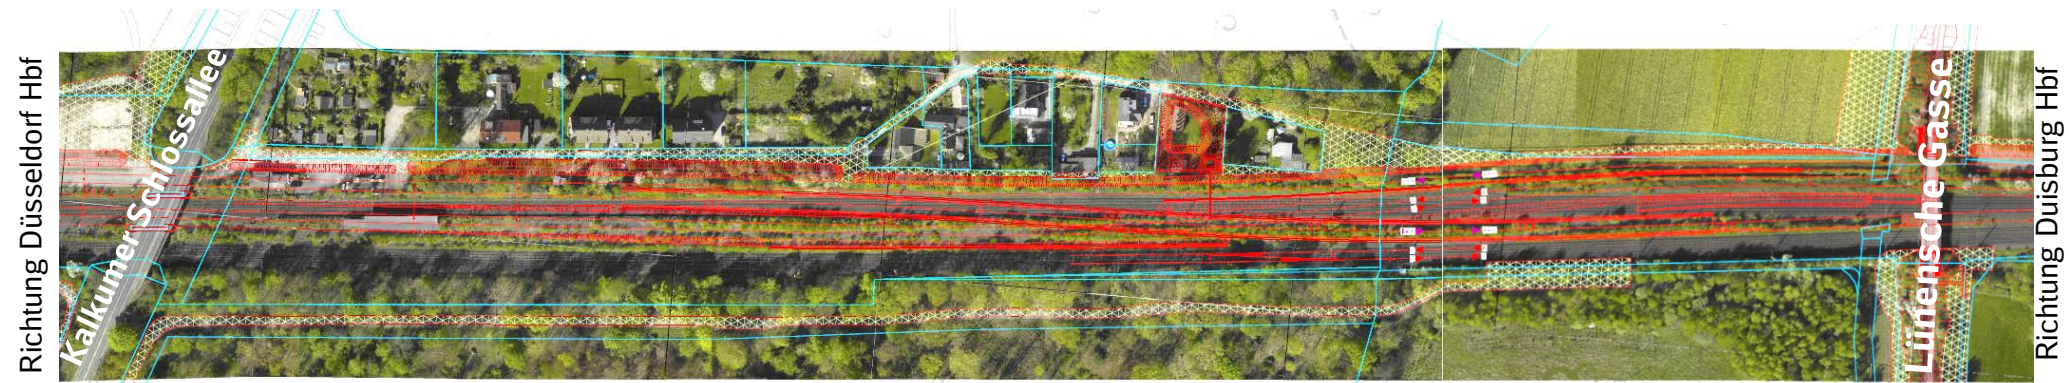 Richtung Düsseldorf Hbf
Kalkumer Schlossallee
Lünensche Gasse
Richtung Duisburg Hbf